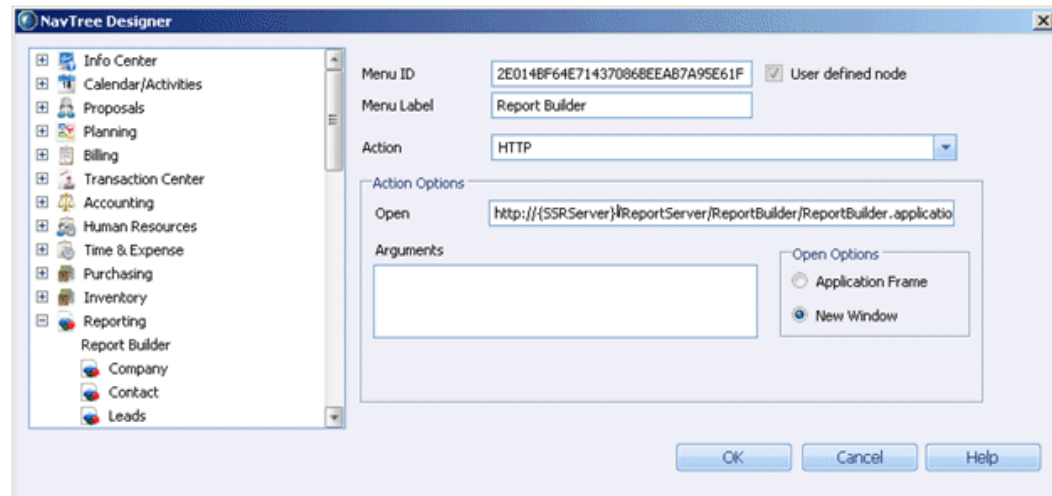 NavTree Designer
Info Center
Calendar/Activities
Proposals
Planning
Billing
Transaction Center
Accounting
Human Resources
Time & Expense
Purchasing
Inventory
Reporting
Report Builder
Company
Contact
Leads
Menu ID 2E014BF64E7143708 6BEEAB7A95E61F User defined node
Menu Label Report Builder
Action HTTP
Action Options
Open http://{SSRServer}/ReportServer/ReportBuilder/ReportBuilder.applicatio
Arguments
Open Options
Application Frame
New Window
OK Cancel Help